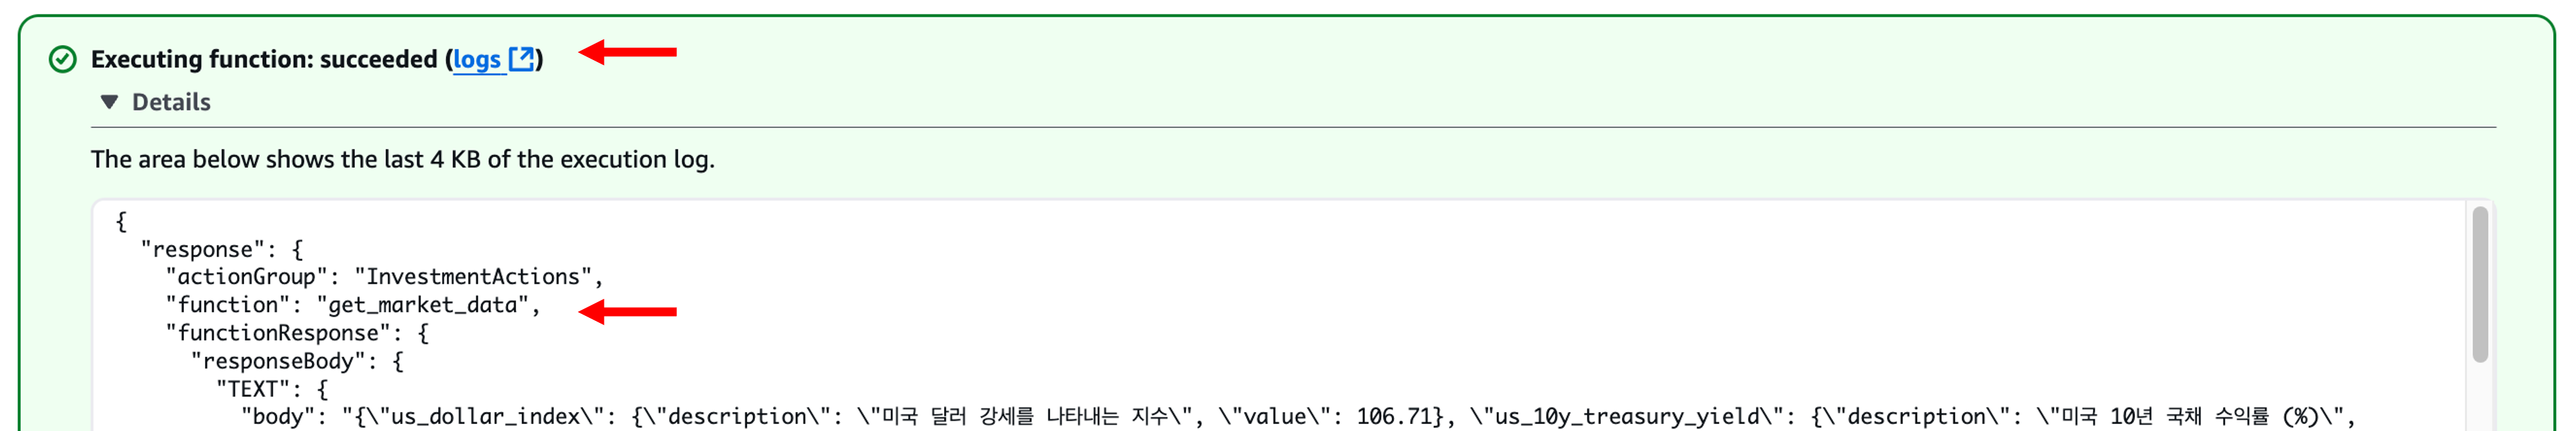 Executing function: succeeded (logs)
Details
The area below shows the last 4 KB of the execution log.
{
"response": {
"actionGroup": "InvestmentActions",
"function": "get_market_data",
"functionResponse": {
"responseBody": {
"TEXT": {
"body": "{\"us_dollar_index\": {\"description\": \"미국 달러 강세를 나타내는 지수\", \"value\": 106.71}, \"us_10y_treasury_yield\": {\"description\": \"미국 10년 국채 수익률 (%)\",